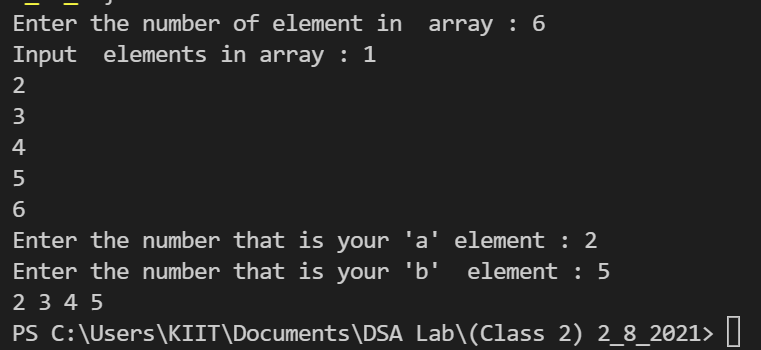 Enter the number of element in  array : 6
Input  elements in array : 1
2
3
4
5
6
Enter the number that is your 'a' element : 2
Enter the number that is your 'b'  element : 5
2 3 4 5
PS C:\Users\KIIT\Documents\DSA Lab\(Class 2) 2_8_2021>